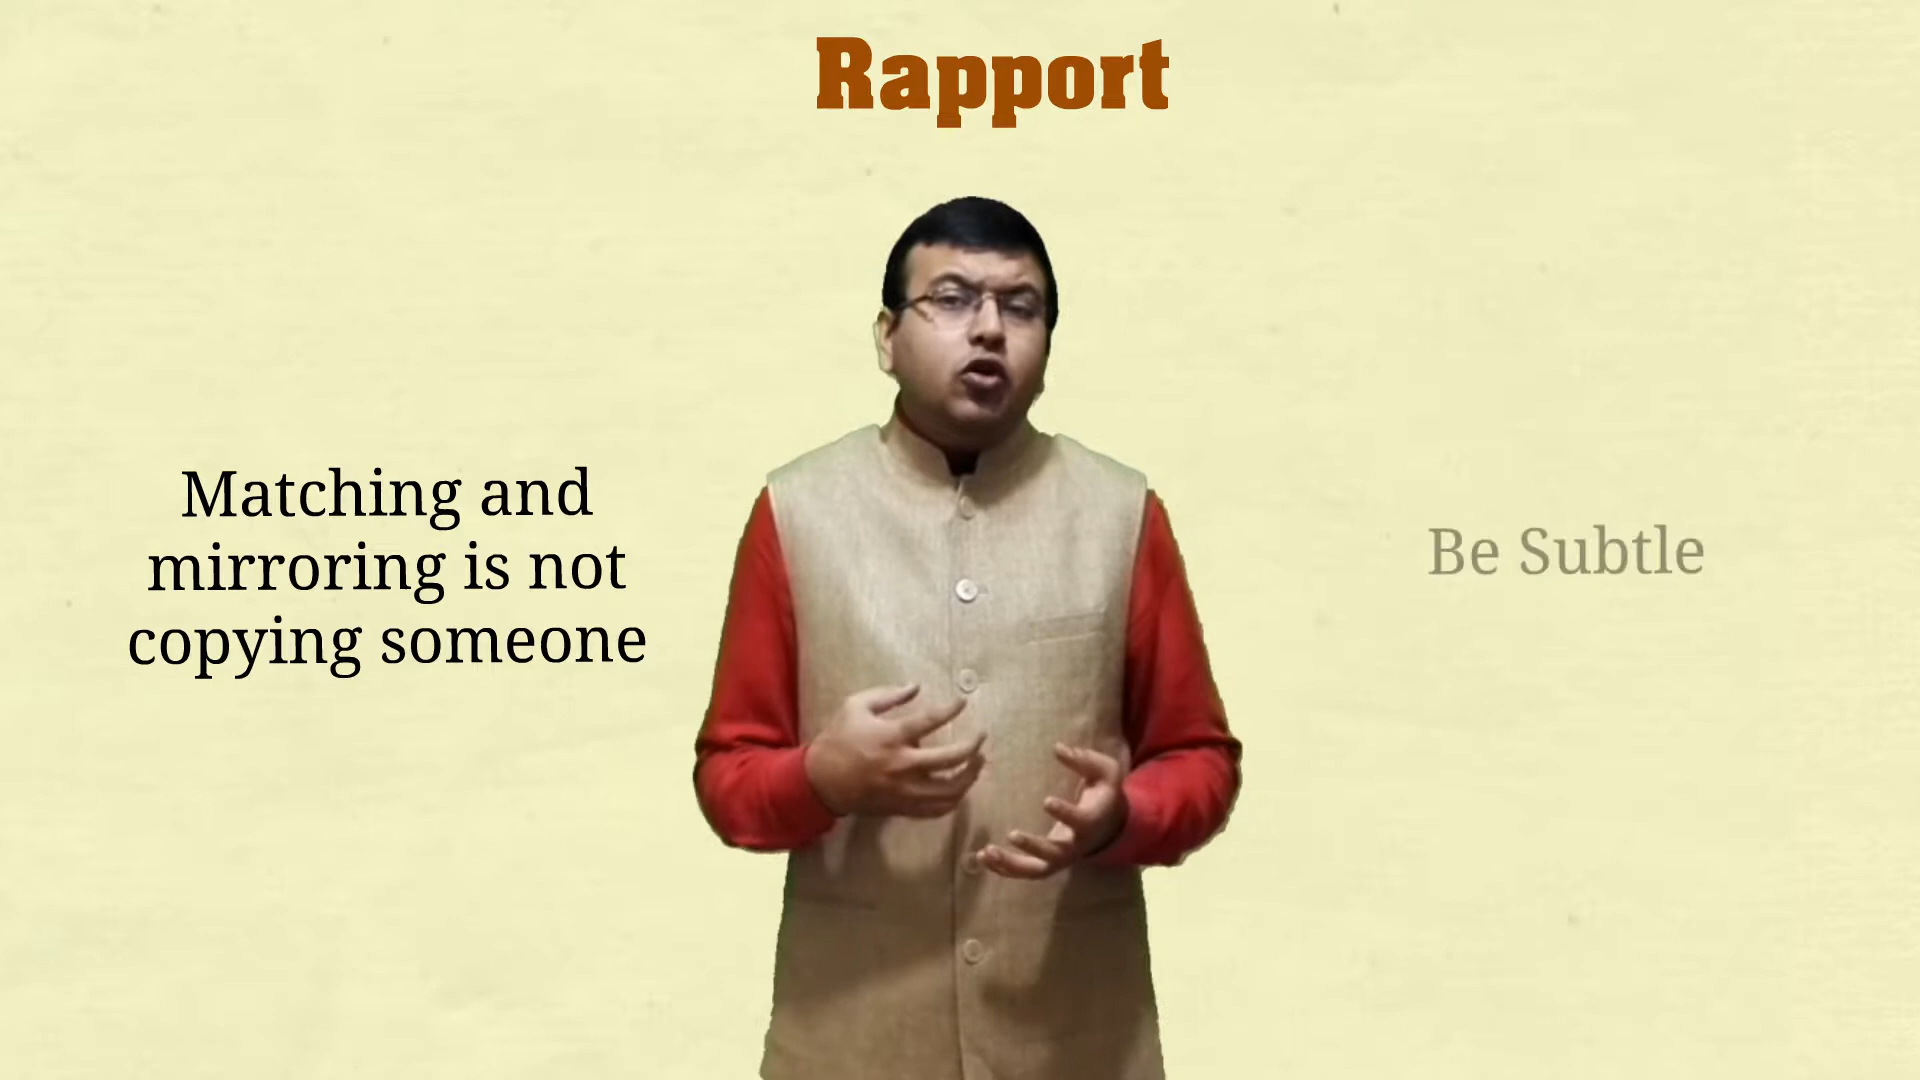 Rapport
Matching and
mirroring is not
copying someone
Be Subtle